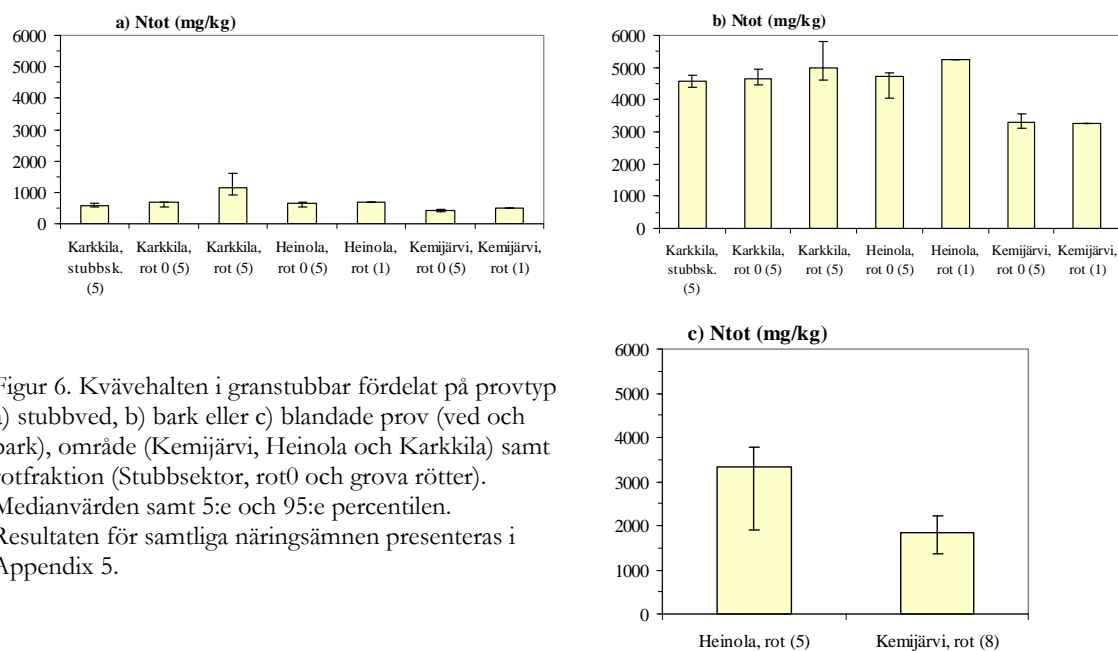 a) Ntot (mg/kg)
6000
5000
4000
3000
2000
1000
0
Karkkila, stubbsk. (5)
Karkkila, rot 0 (5)
Karkkila, rot (5)
Heinola, rot 0 (5)
Heinola, rot (1)
Kemijärvi, rot 0 (5)
Kemijärvi, rot (1)
b) Ntot (mg/kg)
6000
5000
4000
3000
2000
1000
0
Karkkila, stubbsk. (5)
Karkkila, rot 0 (5)
Karkkila, rot (5)
Heinola, rot 0 (5)
Heinola, rot (1)
Kemijärvi, rot 0 (5)
Kemijärvi, rot (1)
Figur 6. Kvävehalten i granstubbar fördelat på provtyp
a) stubbved, b) bark eller c) blandade prov (ved och
bark), område (Kemijärvi, Heinola och Karkkila) samt
rotfraktion (Stubbsektor, rot0 och grova rötter).
Medianvärden samt 5:e och 95:e percentilen.
Resultaten för samtliga näringsämnen presenteras i
Appendix 5.
c) Ntot (mg/kg)
6000
5000
4000
3000
2000
1000
0
Heinola, rot (5)
Kemijärvi, rot (8)